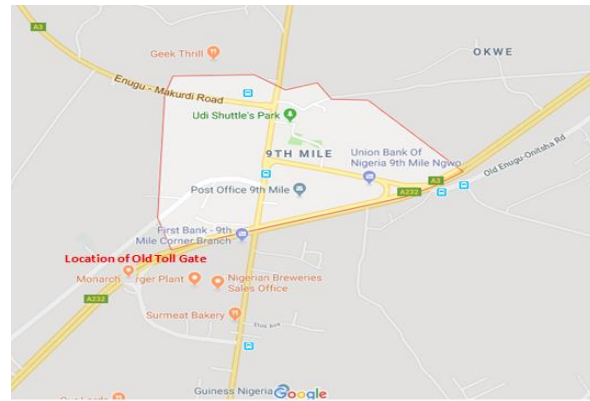 A3
Geek Thrill
OKWE
Enugu - Makurdi Road
Udi Shuttle's Park
9TH MILE
Union Bank Of
Nigeria 9th Mile Ngwo
Old Enugu-Onitsha Rd
A3
A232
Post Office 9th Mile
First Bank - 9th
Mile Corner Branch
Location of Old Toll Gate
Monarch
rger Plant
Nigerian Breweries
Sales Office
A232
Surmeat Bakery
Guiness Nigeria
Google